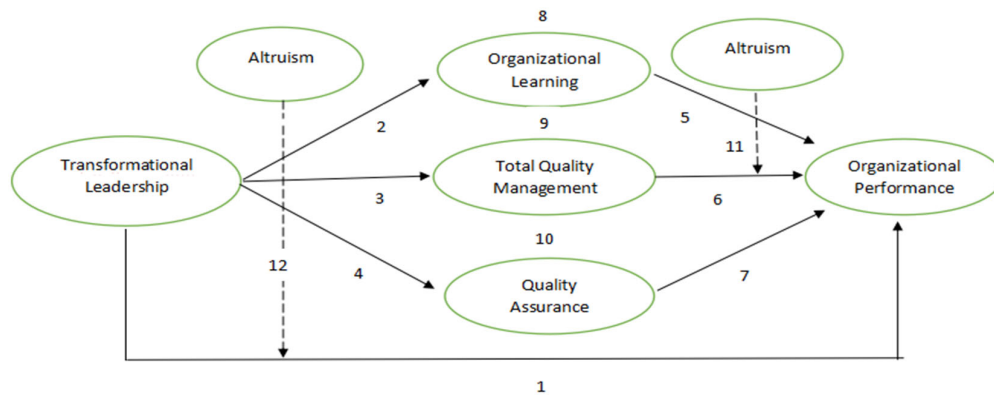 8
Altruism
Organizational
Learning
Altruism
2
9
5
11
Transformational
Leadership
Total Quality
Management
Organizational
Performance
3
6
10
12
4
7
Quality
Assurance
1